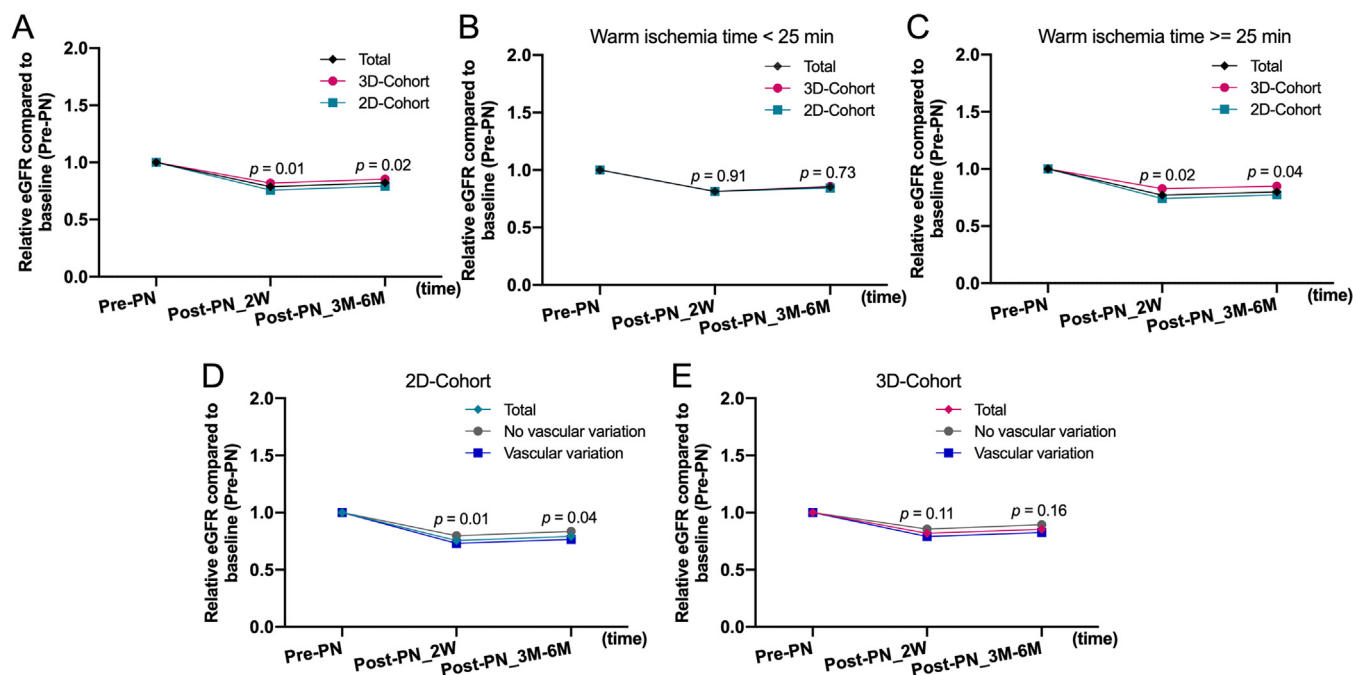 A
Relative eGFR compared to
baseline (Pre-PN)
2.0
1.5
1.0
0.5
0.0
Total
3D-Cohort
2D-Cohort
p = 0.01
p = 0.02
Pre-PN
Post-PN_2W
Post-PN_3M-6M
(time)
B
Warm ischemia time < 25 min
Relative eGFR compared to
baseline (Pre-PN)
2.0
1.5
1.0
0.5
0.0
Total
3D-Cohort
2D-Cohort
p = 0.91
p = 0.73
Pre-PN
Post-PN_2W
Post-PN_3M-6M
(time)
C
Warm ischemia time >= 25 min
Relative eGFR compared to
baseline (Pre-PN)
2.0
1.5
1.0
0.5
0.0
Total
3D-Cohort
2D-Cohort
p = 0.02
p = 0.04
Pre-PN
Post-PN_2W
Post-PN_3M-6M
(time)
D
2D-Cohort
Relative eGFR compared to
baseline (Pre-PN)
2.0
1.5
1.0
0.5
0.0
Total
No vascular variation
Vascular variation
p = 0.01
p = 0.04
Pre-PN
Post-PN_2W
Post-PN_3M-6M
(time)
E
3D-Cohort
Relative eGFR compared to
baseline (Pre-PN)
2.0
1.5
1.0
0.5
0.0
Total
No vascular variation
Vascular variation
p = 0.11
p = 0.16
Pre-PN
Post-PN_2W
Post-PN_3M-6M
(time)